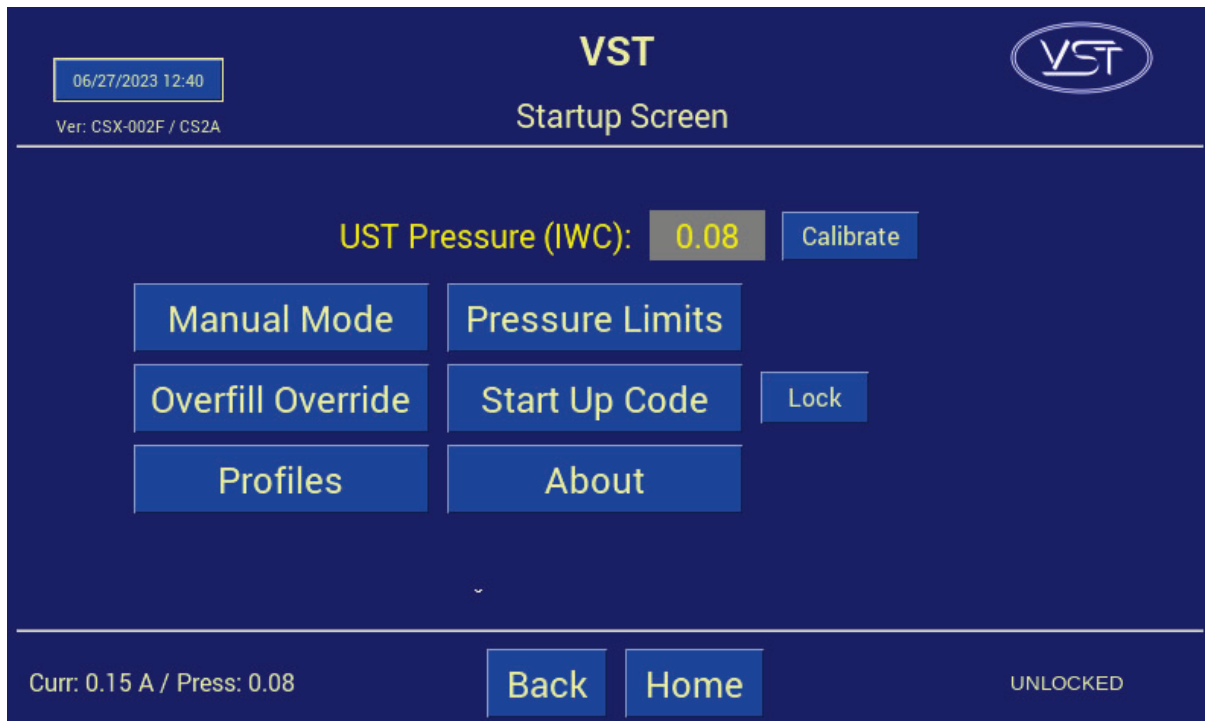 VST
VST
06/27/2023 12:40
Ver: CSX-002F / CS2A
Startup Screen
UST Pressure (IWC): 0.08 Calibrate
Manual Mode Pressure Limits
Overfill Override Start Up Code Lock
Profiles About
Curr: 0.15 A / Press: 0.08 Back Home UNLOCKED